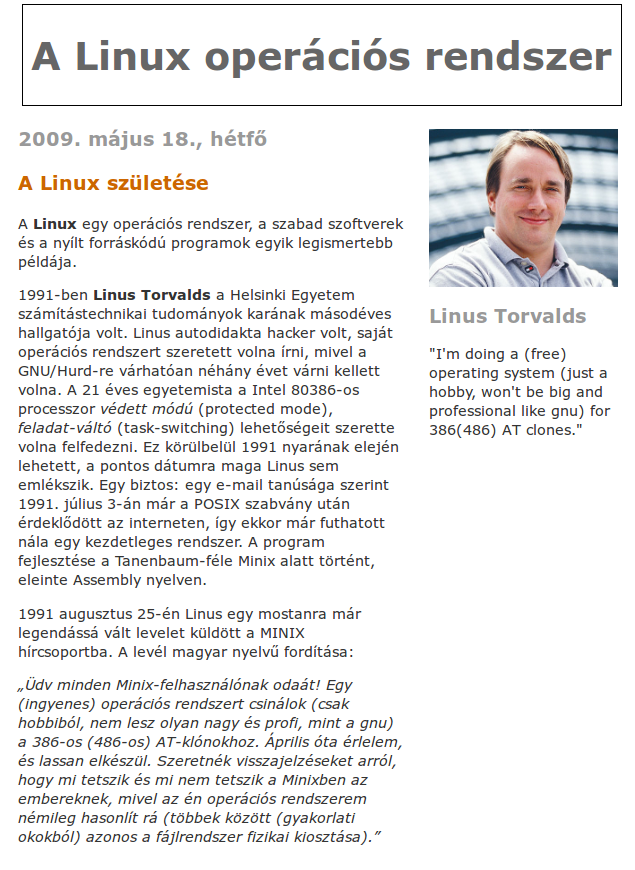 A Linux operációs rendszer
2009. május 18., hétfő
A Linux születése
A Linux egy operációs rendszer, a szabad szoftverek
és a nyílt forráskódú programok egyik legismertebb
példája.
1991-ben Linus Torvalds a Helsinki Egyetem
számítástechnikai tudományok karának másodéves
hallgatója volt. Linus autodidakta hacker volt, saját
operációs rendszert szeretett volna írni, mivel a
GNU/Hurd-re várhatóan néhány évet várni kellett
volna. A 21 éves egyetemista a Intel 80386-os
processzor védett módú (protected mode),
feladat-váltó (task-switching) lehetőségeit szerette
volna felfedezni. Ez körülbelül 1991 nyarának elején
lehetett, a pontos dátumra maga Linus sem
emlékszik. Egy biztos: egy e-mail tanúsága szerint
1991. július 3-án már a POSIX szabvány után
érdeklődött az interneten, így ekkor már futhatott
nála egy kezdetleges rendszer. A program
fejlesztése a Tanenbaum-féle Minix alatt történt,
eleinte Assembly nyelven.
1991 augusztus 25-én Linus egy mostanra már
legendássá vált levelet küldött a MINIX
hírcsoportba. A levél magyar nyelvű fordítása:
„Üdv minden Minix-felhasználónak odaát! Egy
(ingyenes) operációs rendszert csinálok (csak
hobbiból, nem lesz olyan nagy és profi, mint a gnu)
a 386-os (486-os) AT-klónokhoz. Április óta érlelem,
és lassan elkészül. Szeretnék visszajelzéseket arról,
hogy mi tetszik és mi nem tetszik a Minixben az
embereknek, mivel az én operációs rendszerem
némileg hasonlít rá (többek között (gyakorlati
okokból) azonos a fájlrendszer fizikai kiosztása).”
Linus Torvalds
"I'm doing a (free)
operating system (just a
hobby, won't be big and
professional like gnu) for
386(486) AT clones."